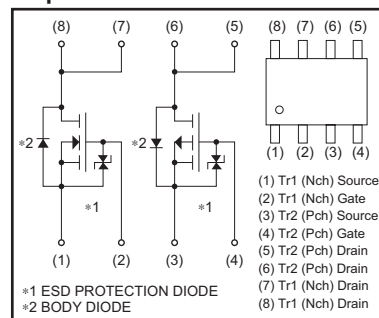 (8) (7) (6) (5)
(8) (7) (6) (5)
*2
*2
*1
*1
(1) (2) (3) (4)
(1) (2) (3) (4)
(1) Tr1 (Nch) Source
(2) Tr1 (Nch) Gate
(3) Tr2 (Pch) Source
(4) Tr2 (Pch) Gate
(5) Tr2 (Pch) Drain
(6) Tr2 (Pch) Drain
(7) Tr1 (Nch) Drain
(8) Tr1 (Nch) Drain
*1 ESD PROTECTION DIODE
*2 BODY DIODE